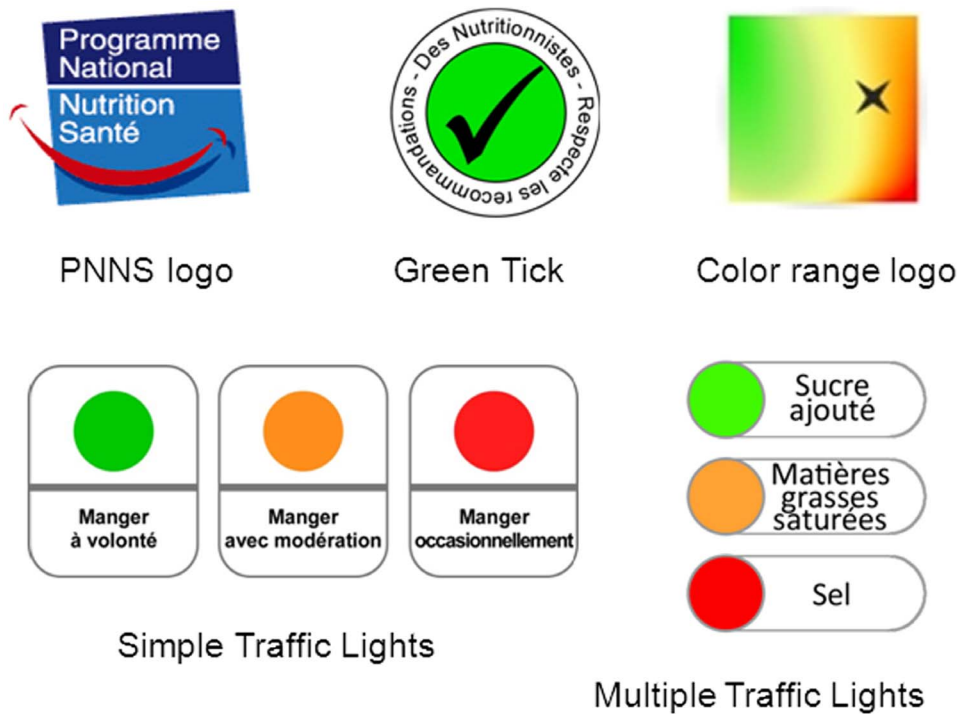 Programme
National
Nutrition
Santé
Respecte les recommandations - Des Nutritionnistes -
PNNS logo
Green Tick
Color range logo
Manger
à volonté
Manger
avec modération
Manger
occasionnellement
Sucre
ajouté
Matières
grasses
saturées
Sel
Simple Traffic Lights
Multiple Traffic Lights